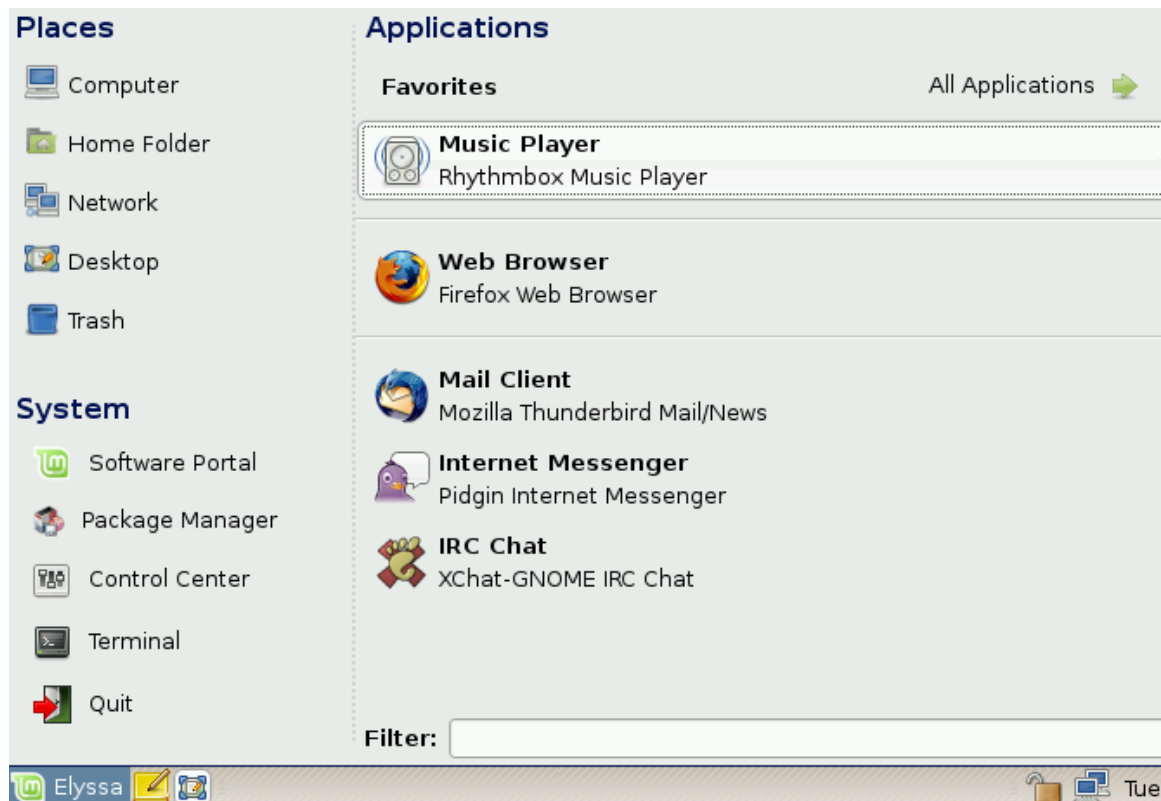 Places
Computer
Home Folder
Network
Desktop
Trash
System
Software Portal
Package Manager
Control Center
Terminal
Quit
Applications
Favorites
All Applications
Music Player
Rhythmbox Music Player
Web Browser
Firefox Web Browser
Mail Client
Mozilla Thunderbird Mail/News
Internet Messenger
Pidgin Internet Messenger
IRC Chat
XChat-GNOME IRC Chat
Filter:
Elyssa
Tue